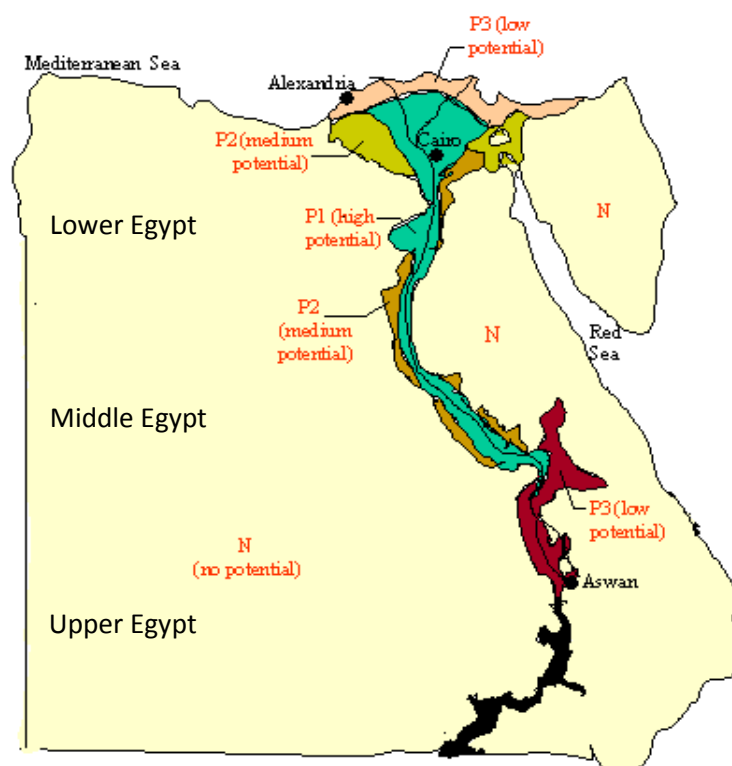 P3 (low
potential)
Mediterranean Sea
Alexandria
P2 (medium
potential)
Cairo
Lower Egypt
P1 (high
potential)
N
P2
(medium
potential)
N
Red
Sea
Middle Egypt
P3 (low
potential)
N
(no potential)
Aswan
Upper Egypt